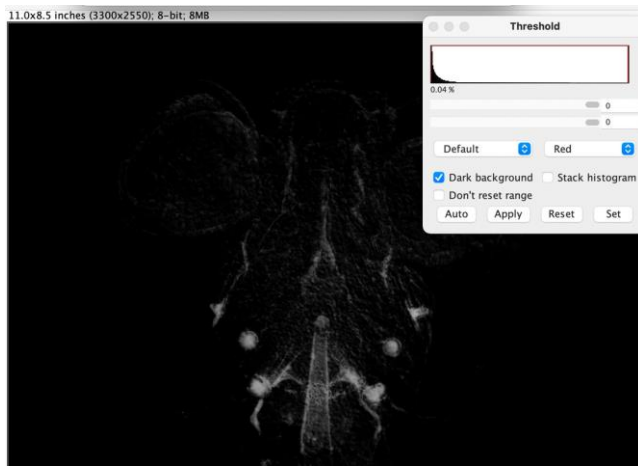 11.0x8.5 inches (3300x2550); 8-bit; 8MB
Threshold
0.04 %
0
0
Default Red
Dark background Stack histogram
Don't reset range
Auto Apply Reset Set